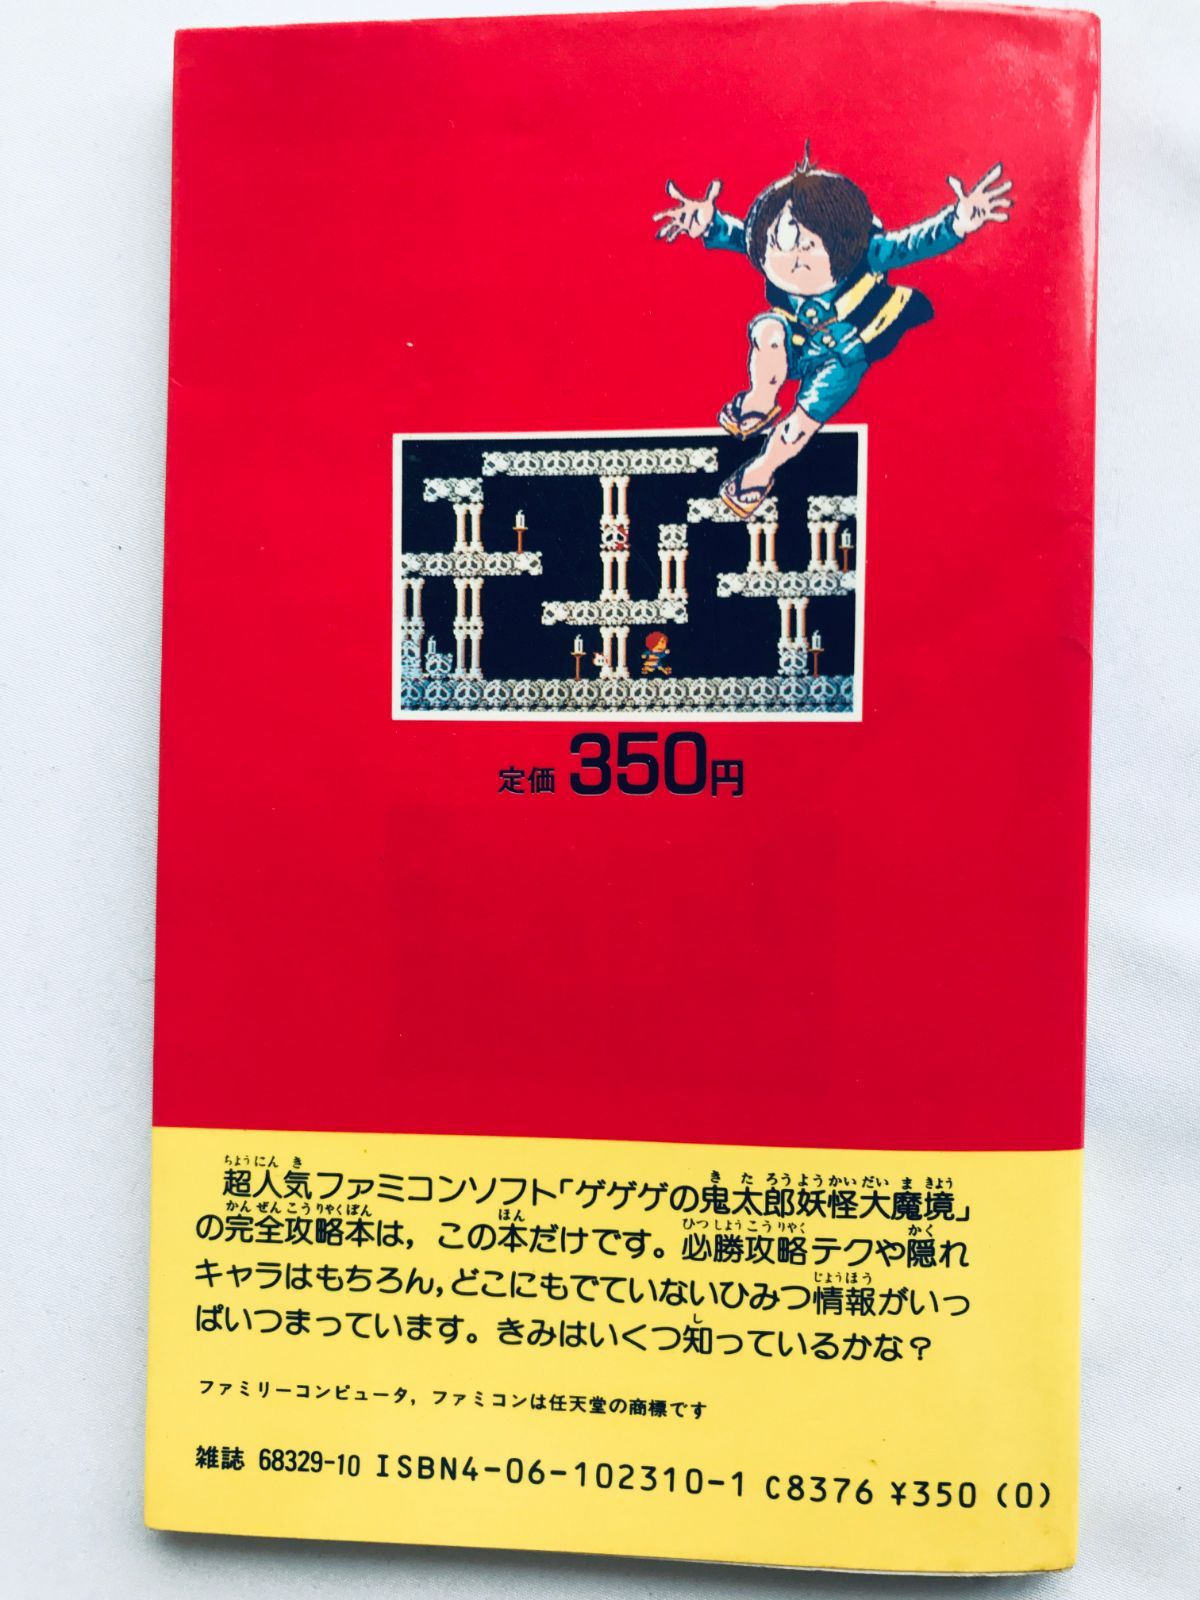 定価 350円
超人気ファミコンソフト「ゲゲゲの鬼太郎妖怪大魔境」
の完全攻略本は，この本だけです。必勝攻略テクや隠れ
キャラはもちろん，どこにもでていないひみつ情報がいっ
ぱいつまっています。きみはいくつ知っているかな？
ファミリーコンピュータ，ファミコンは任天堂の商標です
雑誌 68329-10 ISBN4-06-102310-1 C8376 ¥350 (0)